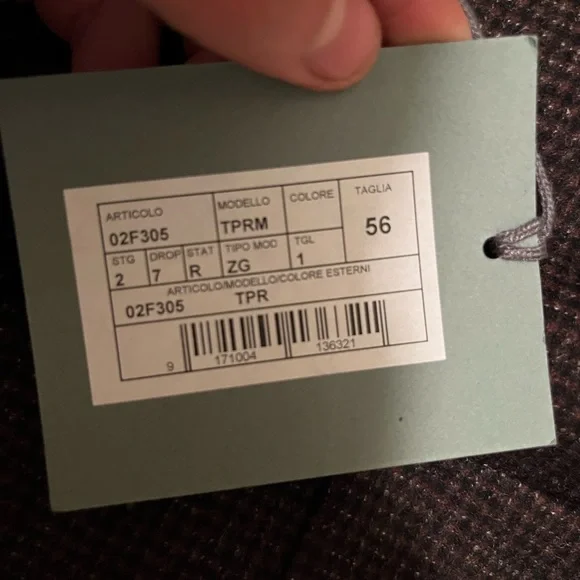 ARTICOLO MODELLO COLORE TAGLIA
02F305 TPRM 56
STG DROP STAT TIPO MOD TGL
2 7 R ZG 1
ARTICOLO/MODELLO/COLORE ESTERNI
02F305 TPR
9 171004 136321